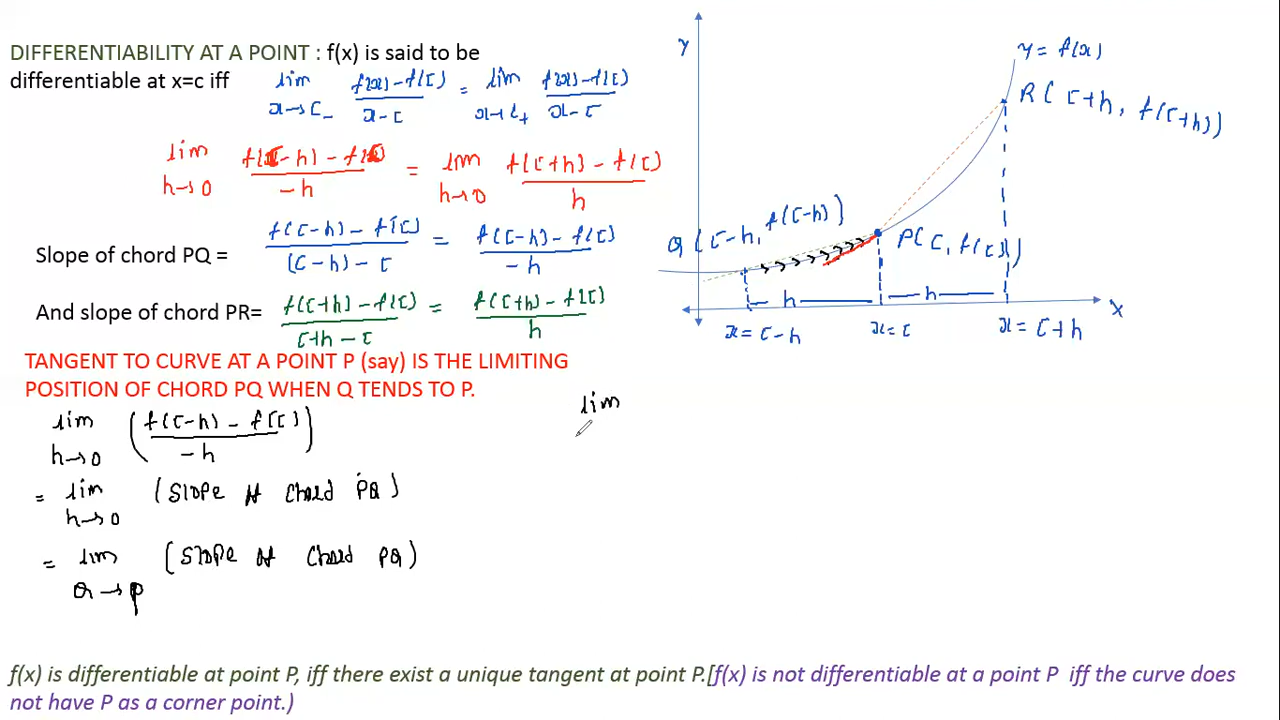 DIFFERENTIABILITY AT A POINT : f(x) is said to be
differentiable at x=c iff
lim x→c- f(x)-f(c) / x-c = lim x→c+ f(x)-f(c) / x-c
lim h→0 f(c-h)-f(c) / -h = lim h→0 f(c+h)-f(c) / h
Slope of chord PQ = f(c-h)-f(c) / (c-h)-c = f(c-h)-f(c) / -h
And slope of chord PR= f(c+h)-f(c) / c+h-c = f(c+h)-f(c) / h
TANGENT TO CURVE AT A POINT P (say) IS THE LIMITING
POSITION OF CHORD PQ WHEN Q TENDS TO P.
lim h→0 (f(c-h)-f(c) / -h)
= lim h→0 (slope of chord PQ)
= lim Q→P (slope of chord PQ)
lim
y
y=f(x)
R(c+h, f(c+h))
Q(c-h, f(c-h))
P(c, f(c))
h
h
x
x=c-h
x=c
x=c+h
f(x) is differentiable at point P, iff there exist a unique tangent at point P.[f(x) is not differentiable at a point P iff the curve does
not have P as a corner point.)